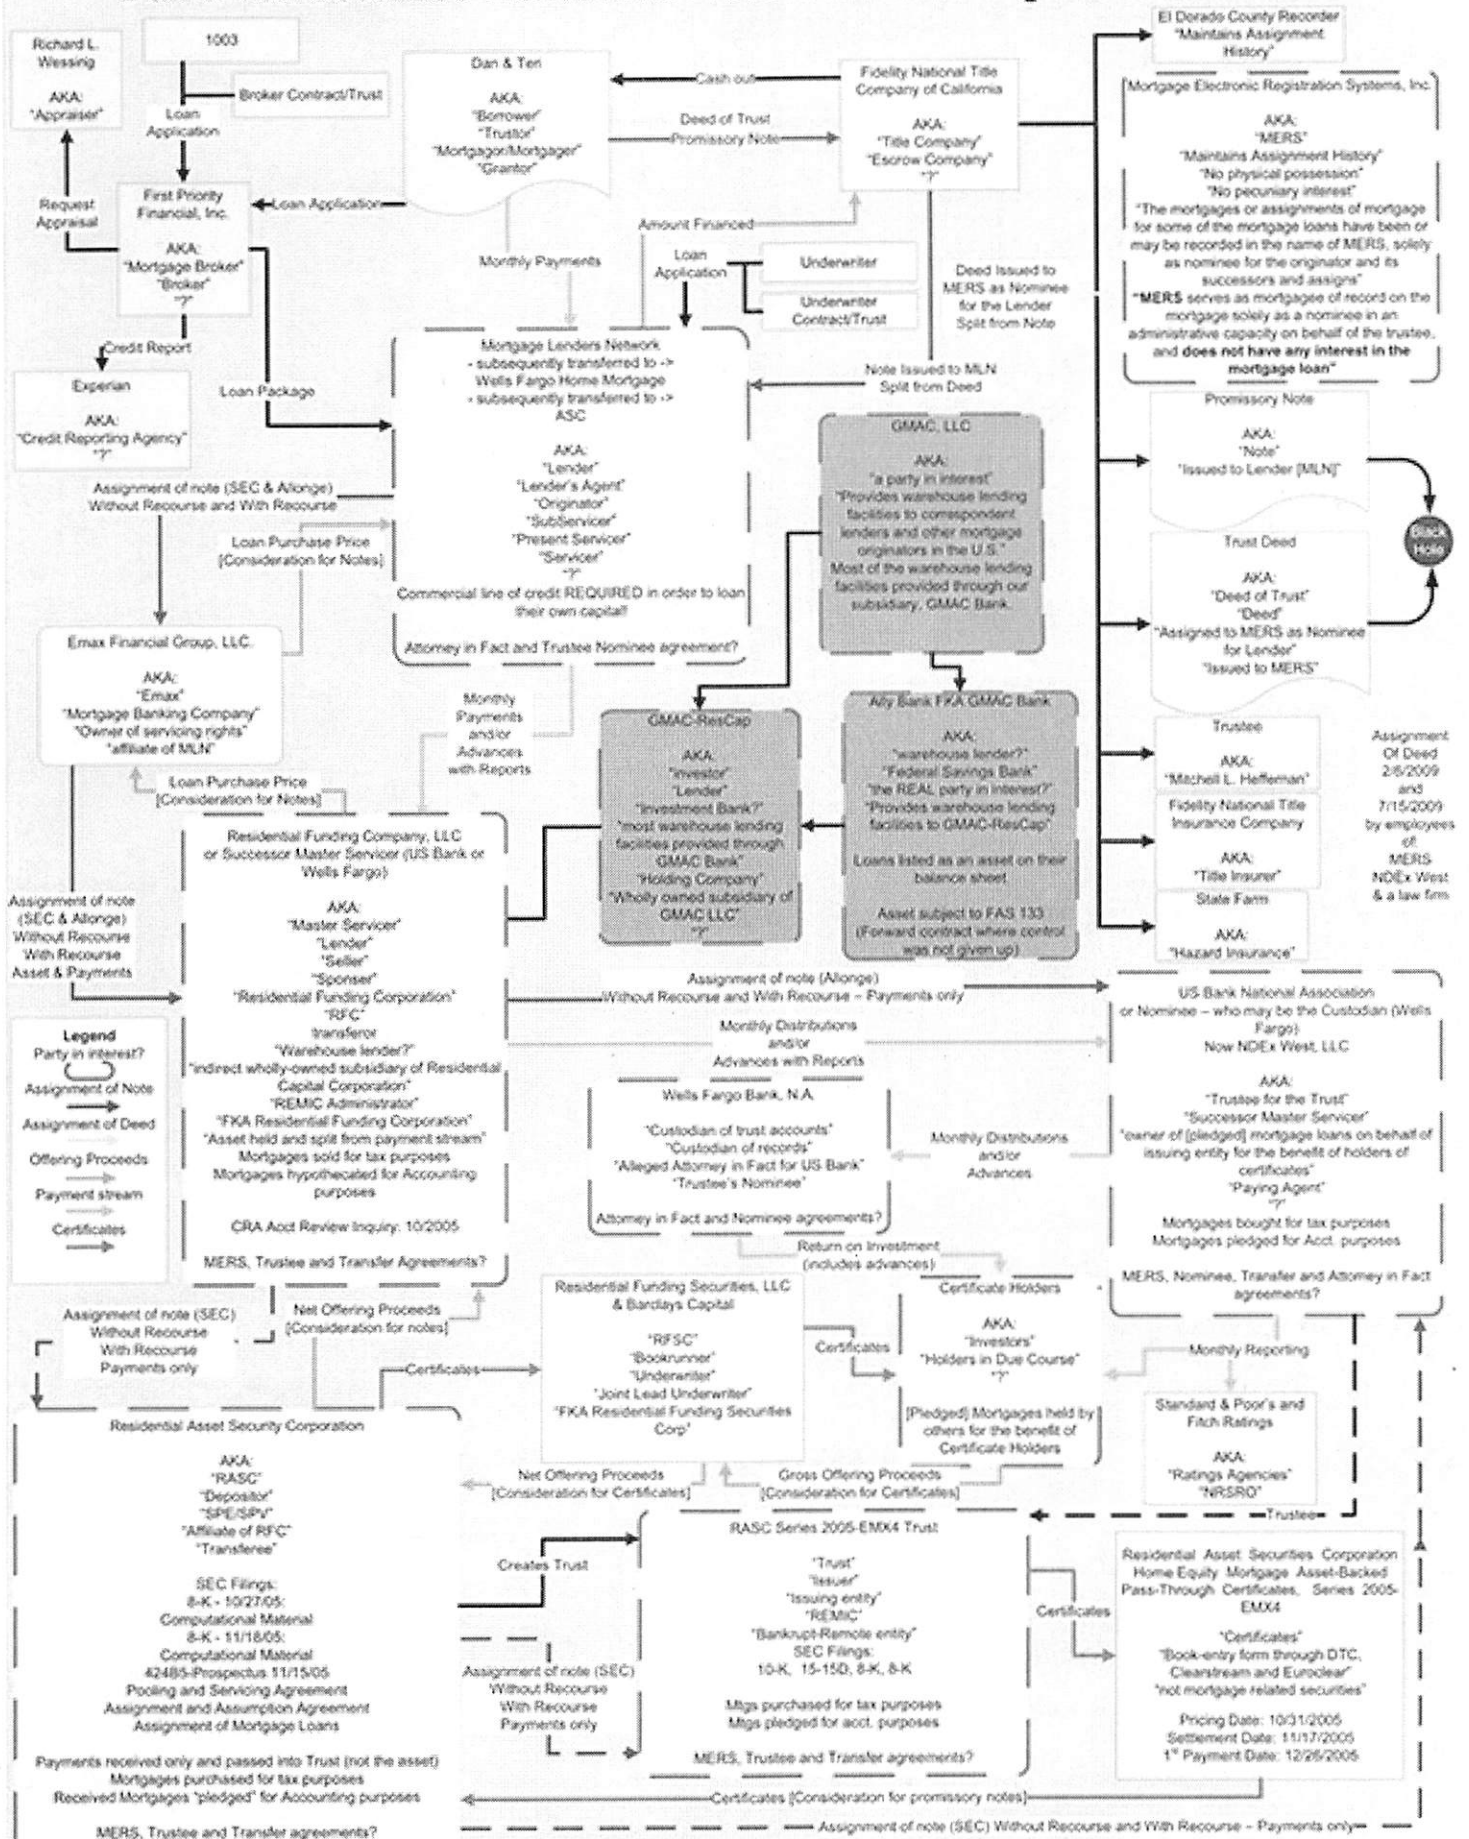 1003
Richard L.
Wessing
AKA:
"Appraiser"
Broker Contract/Trust
Loan
Application
Dan & Teri
AKA:
"Borrower"
"Trustor"
"Mortgagor/Mortgager"
"Grantor"
Cash out
Deed of Trust
Promissory Note
Fidelity National Title
Company of California
AKA:
"Title Company"
"Escrow Company"
"?"
El Dorado County Recorder
"Maintains Assignment
History"
Mortgage Electronic Registration Systems, Inc.
AKA:
"MERS"
"Maintains Assignment History"
"No physical possession"
"No pecuniary interest"
"The mortgages or assignments of mortgage
for some of the mortgage loans have been or
may be recorded in the name of MERS, solely
as nominee for the originator and its
successors and assigns"
"MERS serves as mortgagee of record on the
mortgage solely as a nominee in an
administrative capacity on behalf of the trustee,
and does not have any interest in the
mortgage loan"
Request
Appraisal
First Priority
Financial, Inc.
AKA:
"Mortgage Broker"
"Broker"
"?"
Loan Application
Amount Financed
Monthly Payments
Loan
Application
Underwriter
Underwriter
Contract/Trust
Deed Issued to
MERS as Nominee
for the Lender
Split from Note
Credit Report
Experian
AKA:
"Credit Reporting Agency"
"?"
Loan Package
Mortgage Lenders Network
- subsequently transferred to ->
Wells Fargo Home Mortgage
- subsequently transferred to ->
ASC
AKA:
"Lender"
"Lender's Agent"
"Originator"
"SubServicer"
"Present Servicer"
"Servicer"
"?"
Commercial line of credit REQUIRED in order to loan
their own capital!
Attorney in Fact and Trustee Nominee agreement?
Note Issued to MLN
Split from Deed
GMAC, LLC
AKA:
"a party in interest"
"Provides warehouse lending
facilities to correspondent
lenders and other mortgage
originators in the U.S."
Most of the warehouse lending
facilities provided through our
subsidiary, GMAC Bank.
Promissory Note
AKA:
"Note"
"Issued to Lender [MLN]"
Black
Hole
Trust Deed
AKA:
"Deed of Trust"
"Deed"
"Assigned to MERS as Nominee
for Lender"
"Issued to MERS"
Assignment of note (SEC & Allonge)
Without Recourse and With Recourse
Loan Purchase Price
[Consideration for Notes]
Emax Financial Group, LLC.
AKA:
"Emax"
"Mortgage Banking Company"
"Owner of servicing rights"
"affiliate of MLN"
Loan Purchase Price
[Consideration for Notes]
Monthly
Payments
and/or
Advances
with Reports
GMAC-ResCap
AKA:
"Investor"
"Lender"
"Investment Bank?"
"most warehouse lending
facilities provided through
GMAC Bank"
"Holding Company"
"Wholly owned subsidiary of
GMAC LLC"
"?"
Ally Bank FKA GMAC Bank
AKA:
"warehouse lender?"
"Federal Savings Bank"
"the REAL party in interest?"
"Provides warehouse lending
facilities to GMAC-ResCap"
Loans listed as an asset on their
balance sheet
Asset subject to FAS 133
(Forward contract where control
was not given up)
Trustee
AKA:
"Mitchell L. Heffernan"
Fidelity National Title
Insurance Company
AKA:
"Title Insurer"
State Farm
AKA:
"Hazard Insurance"
Assignment
Of Deed
2/6/2009
and
7/15/2009
by employees
of:
MERS
NDEx West
& a law firm
Assignment of note
(SEC & Allonge)
Without Recourse
With Recourse
Asset & Payments
Residential Funding Company, LLC
or Successor Master Servicer (US Bank or
Wells Fargo)
AKA:
"Master Servicer"
"Lender"
"Seller"
"Sponser"
"Residential Funding Corporation"
"RFC"
transferor
"Warehouse lender?"
"indirect wholly-owned subsidiary of Residential
Capital Corporation"
"REMIC Administrator"
"FKA Residential Funding Corporation"
"Asset held and split from payment stream"
Mortgages sold for tax purposes
Mortgages hypothecated for Accounting
purposes
CRA Acct Review Inquiry: 10/2005
MERS, Trustee and Transfer Agreements?
Legend
Party in interest?
Assignment of Note
Assignment of Deed
Offering Proceeds
Payment stream
Certificates
Assignment of note (Allonge)
Without Recourse and With Recourse – Payments only
Monthly Distributions
and/or
Advances with Reports
Wells Fargo Bank, N.A.
"Custodian of trust accounts"
"Custodian of records"
"Alleged Attorney in Fact for US Bank"
"Trustee's Nominee"
Attorney in Fact and Nominee agreements?
Monthly Distributions
and/or
Advances
US Bank National Association
or Nominee – who may be the Custodian (Wells
Fargo)
Now NDEx West, LLC
AKA:
"Trustee for the Trust"
"Successor Master Servicer"
"owner of [pledged] mortgage loans on behalf of
issuing entity for the benefit of holders of
certificates"
"Paying Agent"
"?"
Mortgages bought for tax purposes
Mortgages pledged for Acct. purposes
MERS, Nominee, Transfer and Attorney in Fact
agreements?
Return on Investment
(includes advances)
Assignment of note (SEC)
Without Recourse
With Recourse
Payments only
Net Offering Proceeds
[Consideration for notes]
Certificates
Residential Funding Securities, LLC
& Barclays Capital
"RFSC"
"Bookrunner"
"Underwriter"
"Joint Lead Underwriter"
"FKA Residential Funding Securities
Corp"
Certificates
Certificate Holders
AKA:
"Investors"
"Holders in Due Course"
"?"
[Pledged] Mortgages held by
others for the benefit of
Certificate Holders
Monthly Reporting
Standard & Poor's and
Fitch Ratings
AKA:
"Ratings Agencies"
"NRSRO"
Net Offering Proceeds
[Consideration for Certificates]
Gross Offering Proceeds
[Consideration for Certificates]
Trustee
Residential Asset Security Corporation
AKA:
"RASC"
"Depositor"
"SPE/SPV"
"Affiliate of RFC"
"Transferee"
SEC Filings:
8-K - 10/27/05:
Computational Material
8-K - 11/18/05:
Computational Material
424B5-Prospectus 11/15/05
Pooling and Servicing Agreement
Assignment and Assumption Agreement
Assignment of Mortgage Loans
Payments received only and passed into Trust (not the asset)
Mortgages purchased for tax purposes
Received Mortgages "pledged" for Accounting purposes
MERS, Trustee and Transfer agreements?
Creates Trust
Assignment of note (SEC)
Without Recourse
With Recourse
Payments only
RASC Series 2005-EMX4 Trust
"Trust"
"Issuer"
"Issuing entity"
"REMIC"
"Bankrupt-Remote entity"
SEC Filings:
10-K, 15-15D, 8-K, 8-K
Mtgs purchased for tax purposes
Mtgs pledged for acct. purposes
MERS, Trustee and Transfer agreements?
Certificates
Residential Asset Securities Corporation
Home Equity Mortgage Asset-Backed
Pass-Through Certificates, Series 2005-
EMX4
"Certificates"
"Book-entry form through DTC,
Clearstream and Euroclear"
"not mortgage related securities"
Pricing Date: 10/31/2005
Settlement Date: 11/17/2005
1st Payment Date: 12/26/2005
Certificates [Consideration for promissory notes]
Assignment of note (SEC) Without Recourse and With Recourse – Payments only